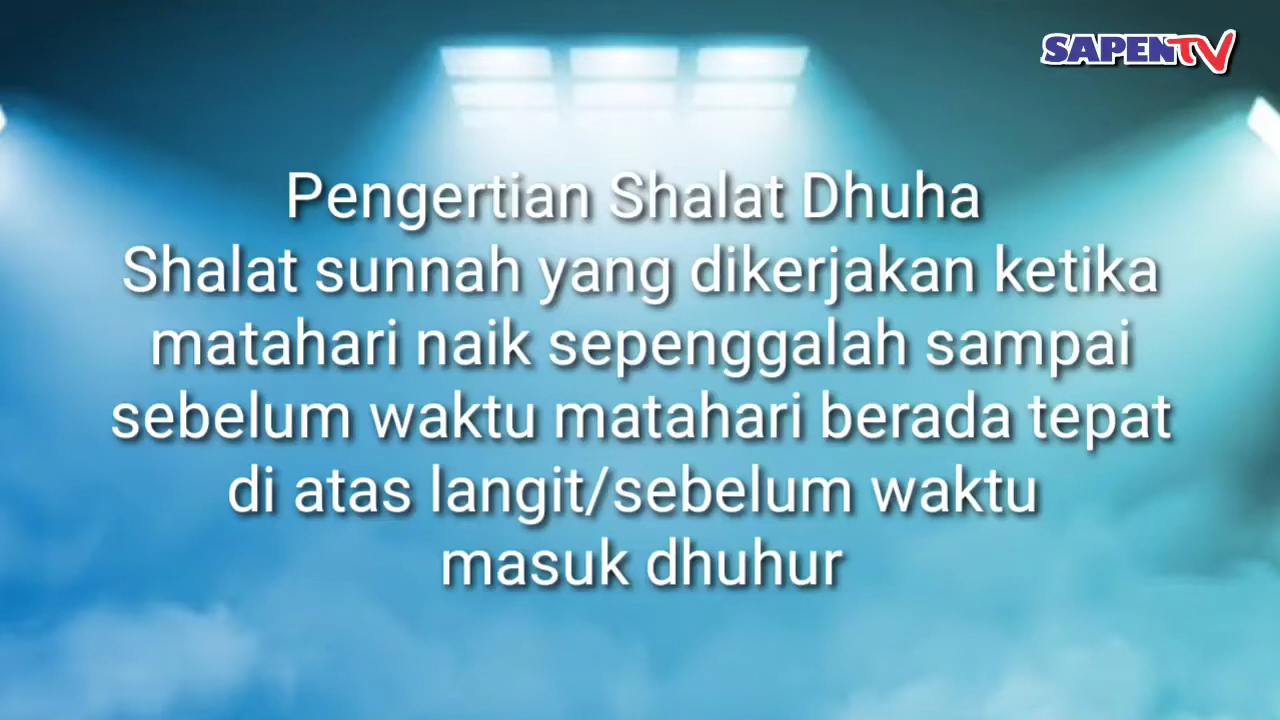 SAPENTV
Pengertian Shalat Dhuha
Shalat sunnah yang dikerjakan ketika
matahari naik sepenggalah sampai
sebelum waktu matahari berada tepat
di atas langit/sebelum waktu
masuk dhuhur